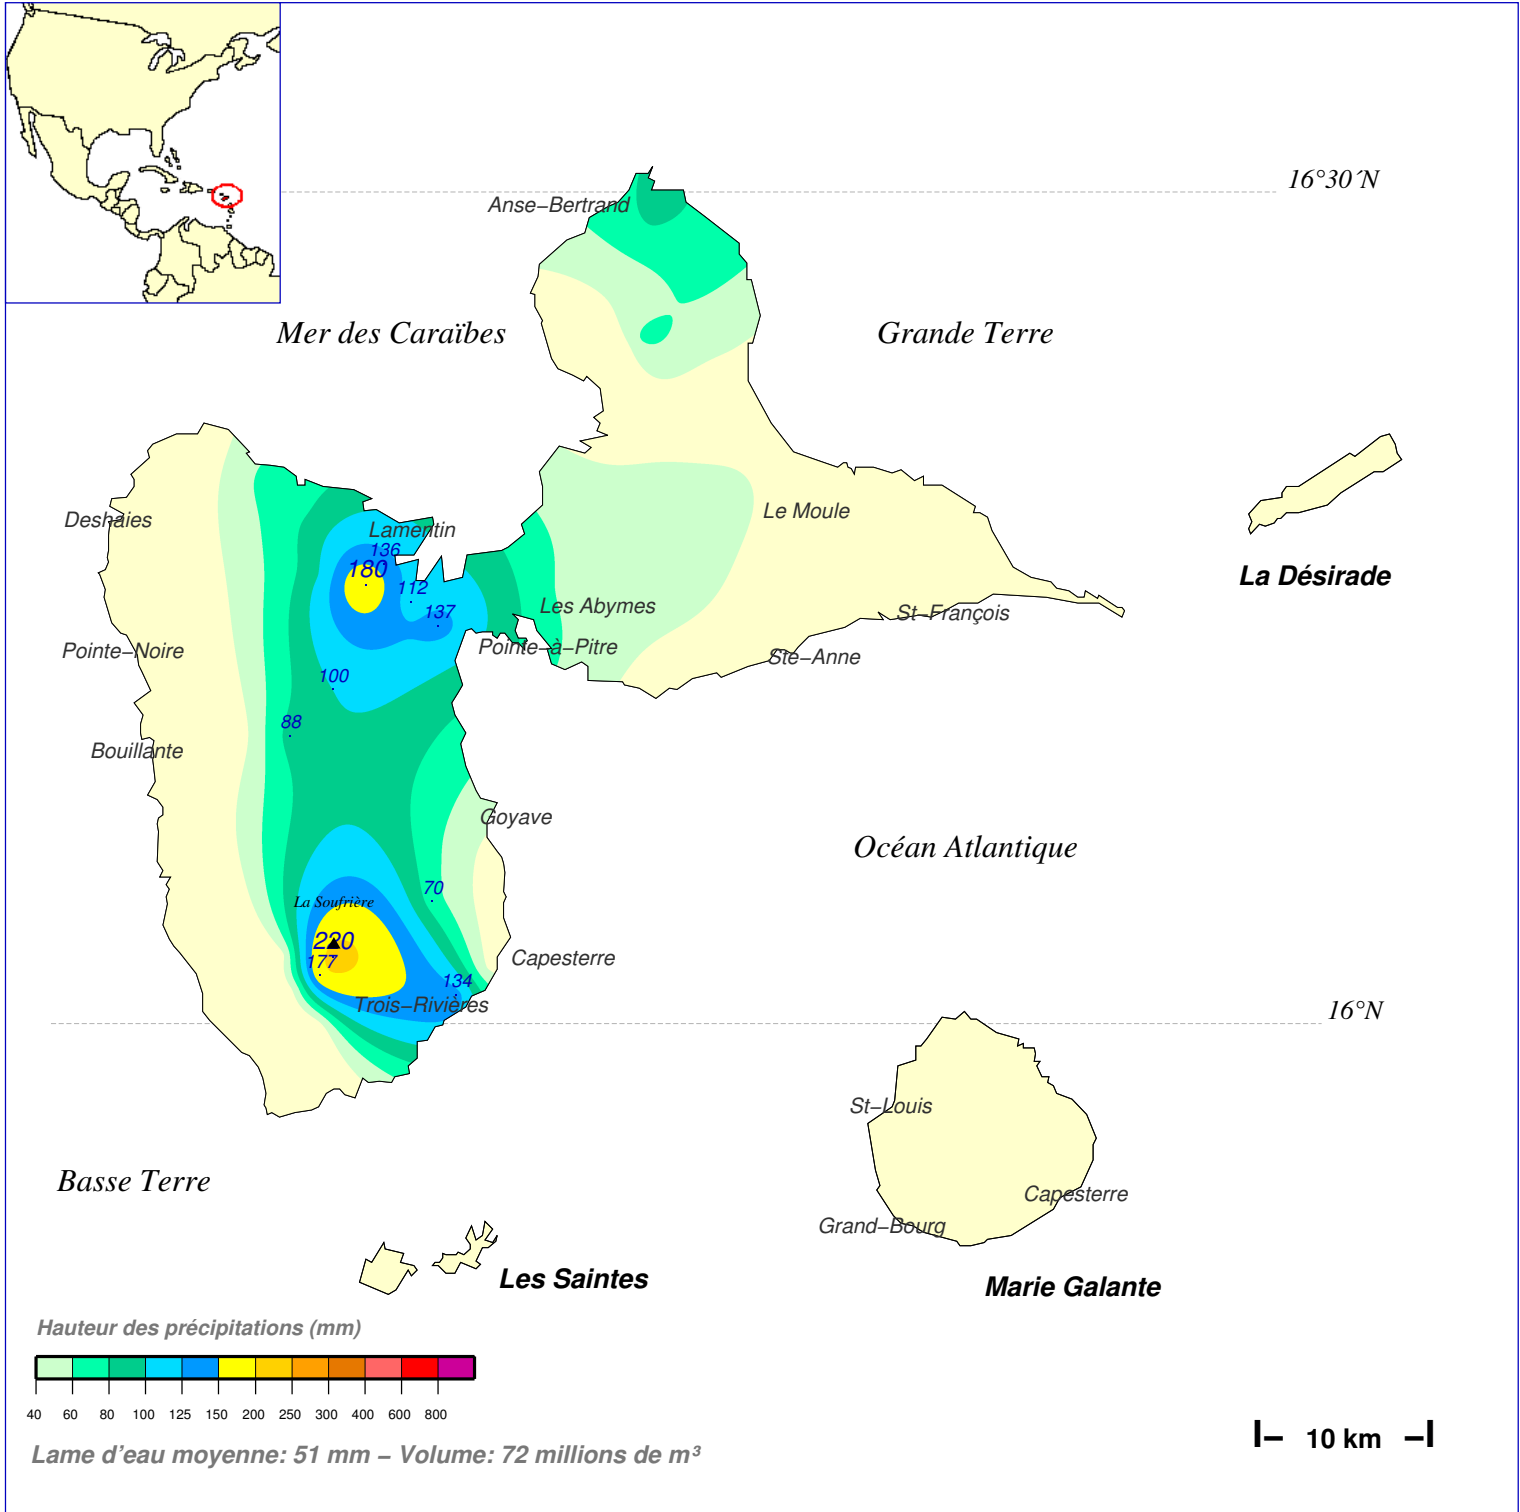 16°30′N
Anse−Bertrand
Mer des Caraïbes
Grande Terre
Deshaies
Lamentin
Le Moule
136
180
112
137
La Désirade
Les Abymes
St−François
Pointe−Noire
Pointe−à−Pitre
Ste−Anne
100
88
Bouillante
Goyave
Océan Atlantique
70
La Soufrière
220
177
Capesterre
134
Trois−Rivières
16°N
St−Louis
Basse Terre
Capesterre
Grand−Bourg
Les Saintes
Marie Galante
Hauteur des précipitations (mm)
40 60 80 100 125 150 200 250 300 400 600 800
10 km
Lame d'eau moyenne: 51 mm − Volume: 72 millions de m³